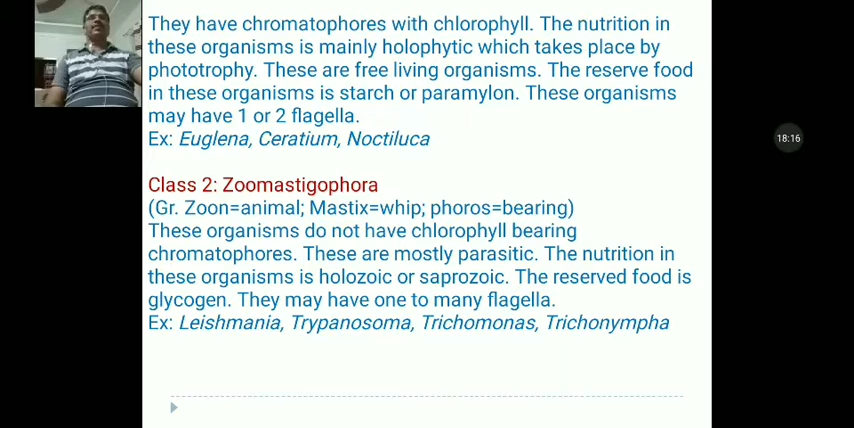 They have chromatophores with chlorophyll. The nutrition in
these organisms is mainly holophytic which takes place by
phototrophy. These are free living organisms. The reserve food
in these organisms is starch or paramylon. These organisms
may have 1 or 2 flagella.
Ex: Euglena, Ceratium, Noctiluca
18:16
Class 2: Zoomastigophora
(Gr. Zoon=animal; Mastix=whip; phoros=bearing)
These organisms do not have chlorophyll bearing
chromatophores. These are mostly parasitic. The nutrition in
these organisms is holozoic or saprozoic. The reserved food is
glycogen. They may have one to many flagella.
Ex: Leishmania, Trypanosoma, Trichomonas, Trichonympha